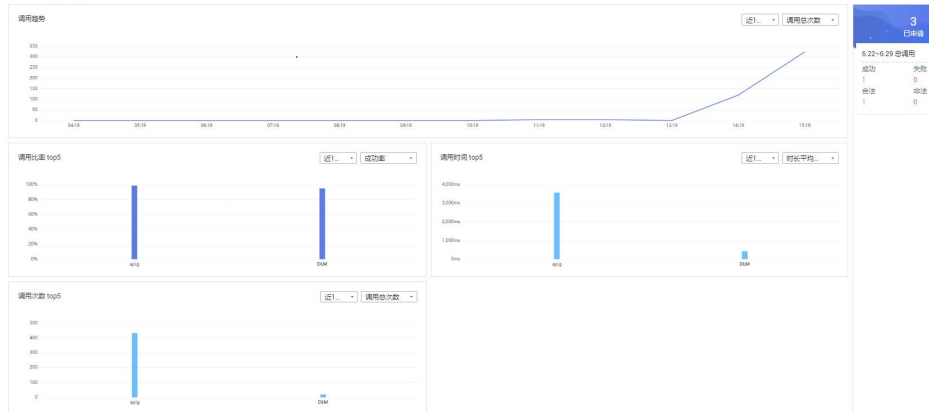 调用趋势
近1...
调用总次数
350
300
250
200
150
100
50
0
04:19
05:19
06:19
07:19
08:19
09:19
10:19
11:19
12:19
13:19
14:19
15:19
3
已申请
6.22~6.29 总调用
成功 失败
1 0
合法 非法
1 0
调用比率 top5
近1...
成功率
100%
80%
60%
40%
20%
0%
apig
DLM
调用时间 top5
近1...
时长平均...
4,000ms
3,000ms
2,000ms
1,000ms
0ms
apig
DLM
调用次数 top5
近1...
调用总次数
500
400
300
200
100
0
apig
DLM